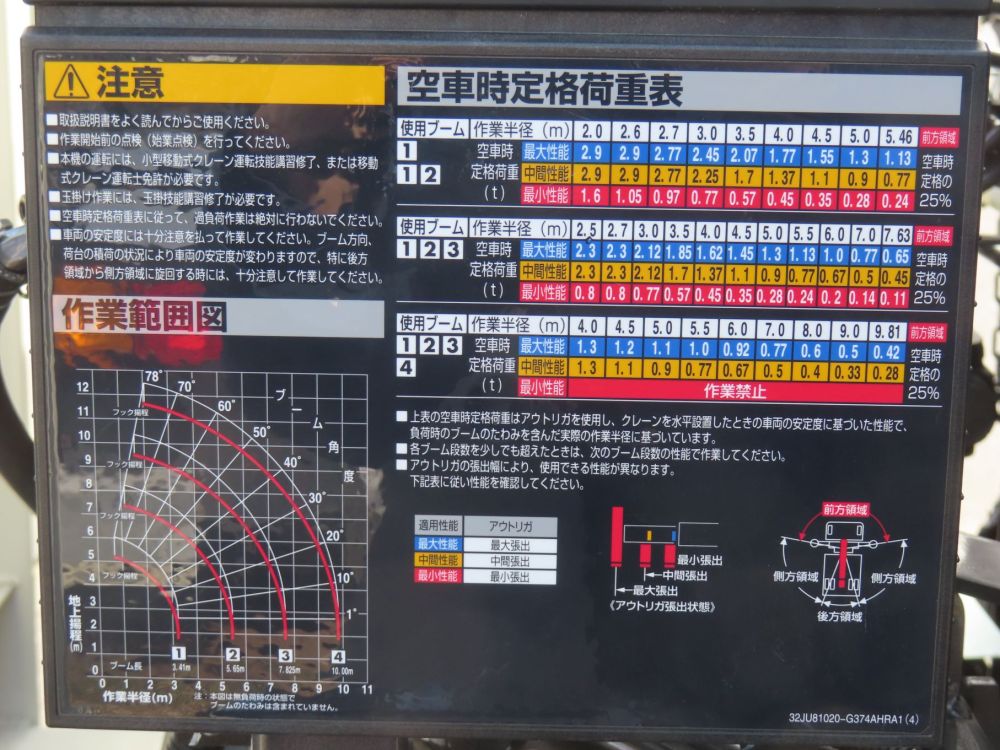 注意
■取扱説明書をよく読んでからご使用ください。
■作業開始前の点検（始業点検）を行ってください。
■本機の運転には、小型移動式クレーン運転技能講習修了、または移動
式クレーン運転士免許が必要です。
■玉掛け作業には、玉掛技能講習修了が必要です。
■空車時定格荷重表に従って、過負荷作業は絶対に行わないでください。
■車両の安定度には十分注意を払って作業してください。ブーム方向、
荷台の積荷の状況により車両の安定度が変わりますので、特に後方
領域から側方領域に旋回する時には、十分注意して作業してください。
作業範囲図
78° 70° 60° 50° 40° 30° 20° 10° 1°
ブーム角度
フック揚程
フック揚程
フック揚程
フック揚程
12
11
10
9
8
7
6
5
4
3
2
1
0
地上揚程(m)
1 2 3 4
ブーム長 3.41m 5.65m 7.825m 10.00m
0 1 2 3 4 5 6 7 8 9 10 11
作業半径(m)
注：本図は無負荷時の状態で
ブームのたわみは含まれていません。
空車時定格荷重表
使用ブーム 作業半径（m） 2.0 2.6 2.7 3.0 3.5 4.0 4.5 5.0 5.46 前方領域
1 空車時 最大性能 2.9 2.9 2.77 2.45 2.07 1.77 1.55 1.3 1.13 空車時
1 2 定格荷重 中間性能 2.9 2.9 2.77 2.25 1.7 1.37 1.1 0.9 0.77 定格の
（t） 最小性能 1.6 1.05 0.97 0.77 0.57 0.45 0.35 0.28 0.24 25%
使用ブーム 作業半径（m） 2.5 2.7 3.0 3.5 4.0 4.5 5.0 5.5 6.0 7.0 7.63 前方領域
1 2 3 空車時 最大性能 2.3 2.3 2.12 1.85 1.62 1.45 1.3 1.13 1.0 0.77 0.65 空車時
定格荷重 中間性能 2.3 2.3 2.12 1.7 1.37 1.1 0.9 0.77 0.67 0.5 0.45 定格の
（t） 最小性能 0.8 0.8 0.77 0.57 0.45 0.35 0.28 0.24 0.2 0.14 0.11 25%
使用ブーム 作業半径（m） 4.0 4.5 5.0 5.5 6.0 7.0 8.0 9.0 9.81 前方領域
1 2 3 空車時 最大性能 1.3 1.2 1.1 1.0 0.92 0.77 0.6 0.5 0.42 空車時
4 定格荷重 中間性能 1.3 1.1 0.9 0.77 0.67 0.5 0.4 0.33 0.28 定格の
（t） 最小性能 作業禁止 25%
■上表の空車時定格荷重はアウトリガを使用し、クレーンを水平設置したときの車両の安定度に基づいた性能で、
負荷時のブームのたわみを含んだ実際の作業半径に基づいています。
■各ブーム段数を少しでも超えたときは、次のブーム段数の性能で作業してください。
■アウトリガの張出幅により、使用できる性能が異なります。
下記表に従い性能を確認してください。
適用性能 アウトリガ
最大性能 最大張出
中間性能 中間張出
最小性能 最小張出
最小張出
中間張出
最大張出
《アウトリガ張出状態》
前方領域
側方領域 側方領域
後方領域
32JU81020-G374AHRA1(4)